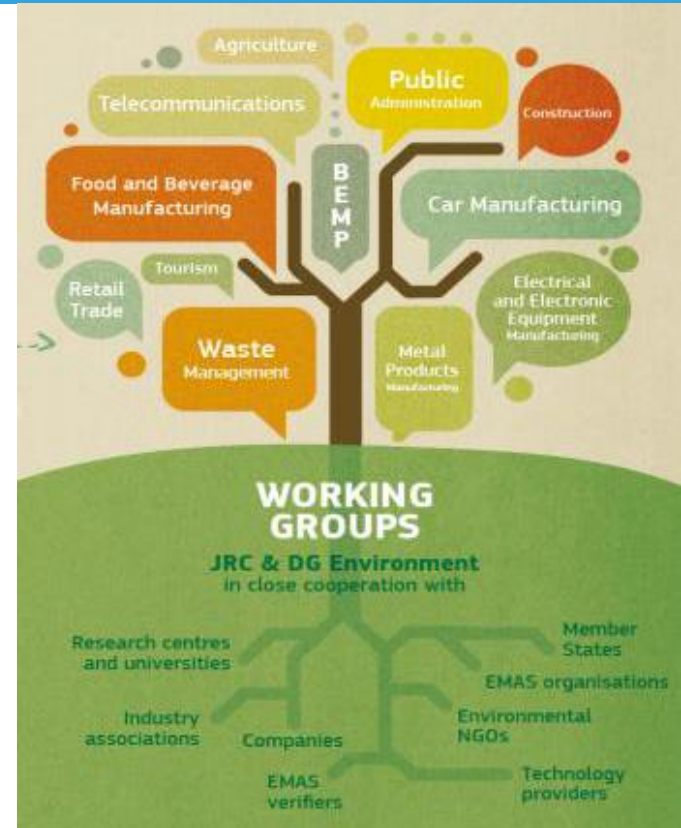 Agriculture
Telecommunications
Public
Administration
Construction
Food and Beverage
Manufacturing
B
E
M
P
Car Manufacturing
Tourism
Retail
Trade
Electrical
and Electronic
Equipment
Manufacturing
Waste
Management
Metal
Products
Manufacturing
WORKING
GROUPS
JRC & DG Environment
in close cooperation with
Research centres
and universities
Member
States
EMAS organisations
Industry
associations
Companies
Environmental
NGOs
EMAS
verifiers
Technology
providers